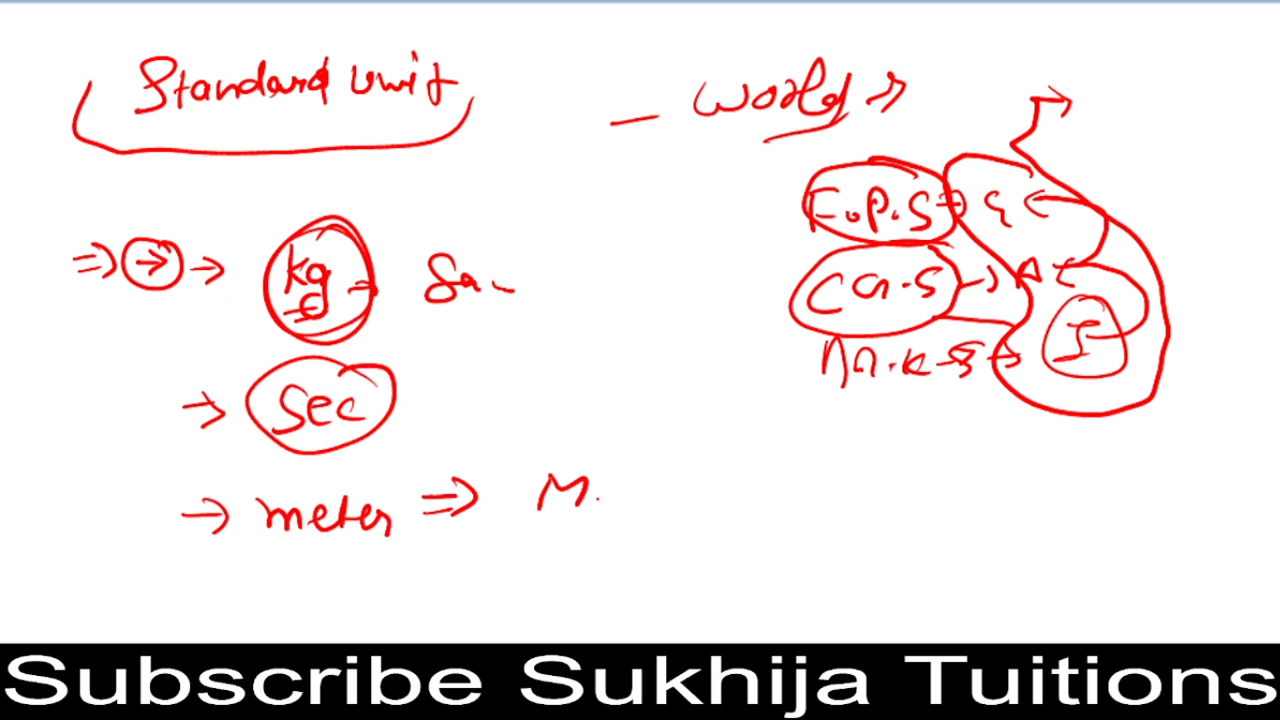 Standard Unit
- World
F.P.S
C G.S
M.K.S
I
→ kg
→ Sec
→ meter ⇒ M.
Subscribe Sukhija Tuitions